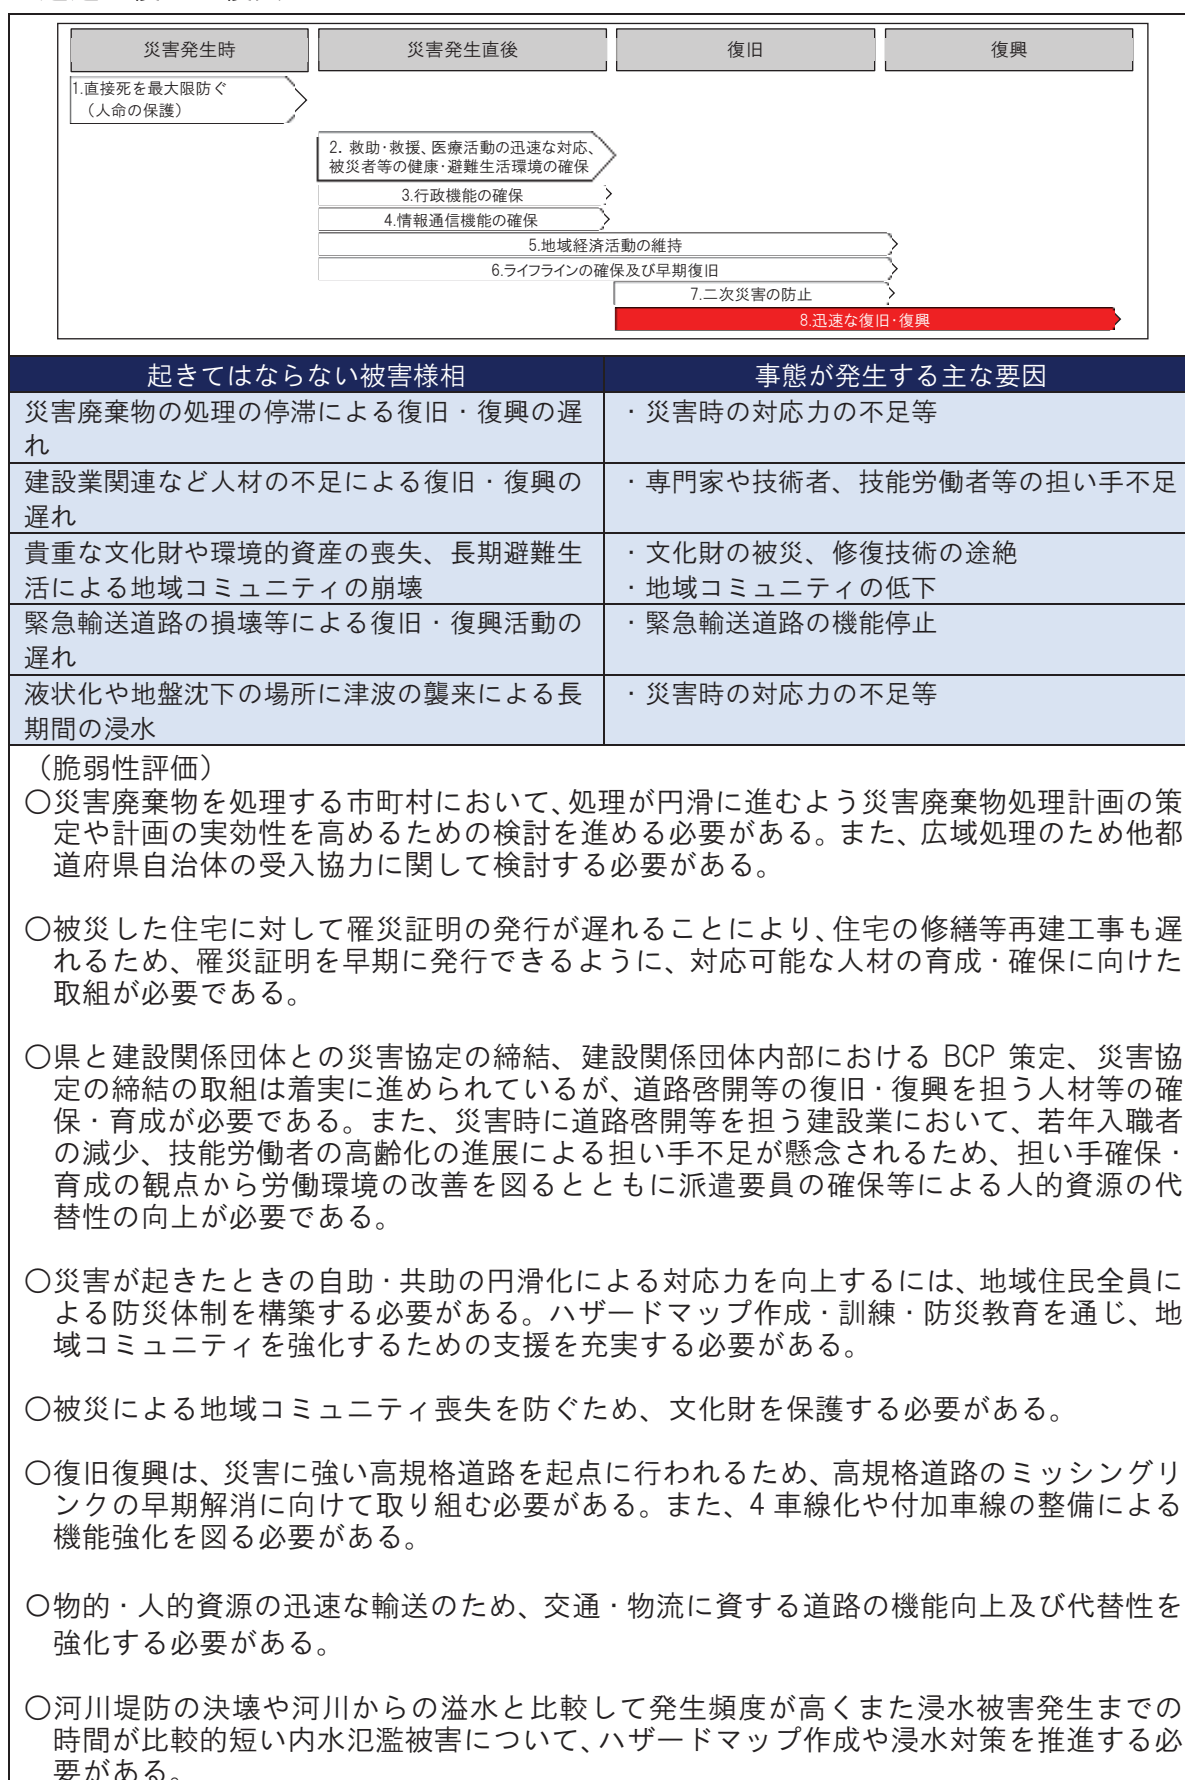 災害発生時
災害発生直後
復旧
復興
1.直接死を最大限防ぐ
（人命の保護）
2. 救助・救援、医療活動の迅速な対応、
被災者等の健康・避難生活環境の確保
3.行政機能の確保
4.情報通信機能の確保
5.地域経済活動の維持
6.ライフラインの確保及び早期復旧
7.二次災害の防止
8.迅速な復旧・復興
起きてはならない被害様相
事態が発生する主な要因
災害廃棄物の処理の停滞による復旧・復興の遅
れ
・災害時の対応力の不足等
建設業関連など人材の不足による復旧・復興の
遅れ
・専門家や技術者、技能労働者等の担い手不足
貴重な文化財や環境的資産の喪失、長期避難生
活による地域コミュニティの崩壊
・文化財の被災、修復技術の途絶
・地域コミュニティの低下
緊急輸送道路の損壊等による復旧・復興活動の
遅れ
・緊急輸送道路の機能停止
液状化や地盤沈下の場所に津波の襲来による長
期間の浸水
・災害時の対応力の不足等
（脆弱性評価）
○災害廃棄物を処理する市町村において、処理が円滑に進むよう災害廃棄物処理計画の策
定や計画の実効性を高めるための検討を進める必要がある。また、広域処理のため他都
道府県自治体の受入協力に関して検討する必要がある。
○被災した住宅に対して罹災証明の発行が遅れることにより、住宅の修繕等再建工事も遅
れるため、罹災証明を早期に発行できるように、対応可能な人材の育成・確保に向けた
取組が必要である。
○県と建設関係団体との災害協定の締結、建設関係団体内部における BCP 策定、災害協
定の締結の取組は着実に進められているが、道路啓開等の復旧・復興を担う人材等の確
保・育成が必要である。また、災害時に道路啓開等を担う建設業において、若年入職者
の減少、技能労働者の高齢化の進展による担い手不足が懸念されるため、担い手確保・
育成の観点から労働環境の改善を図るとともに派遣要員の確保等による人的資源の代
替性の向上が必要である。
○災害が起きたときの自助・共助の円滑化による対応力を向上するには、地域住民全員に
よる防災体制を構築する必要がある。ハザードマップ作成・訓練・防災教育を通じ、地
域コミュニティを強化するための支援を充実する必要がある。
○被災による地域コミュニティ喪失を防ぐため、文化財を保護する必要がある。
○復旧復興は、災害に強い高規格道路を起点に行われるため、高規格道路のミッシングリ
ンクの早期解消に向けて取り組む必要がある。また、4 車線化や付加車線の整備による
機能強化を図る必要がある。
○物的・人的資源の迅速な輸送のため、交通・物流に資する道路の機能向上及び代替性を
強化する必要がある。
○河川堤防の決壊や河川からの溢水と比較して発生頻度が高くまた浸水被害発生までの
時間が比較的短い内水氾濫被害について、ハザードマップ作成や浸水対策を推進する必
要がある。